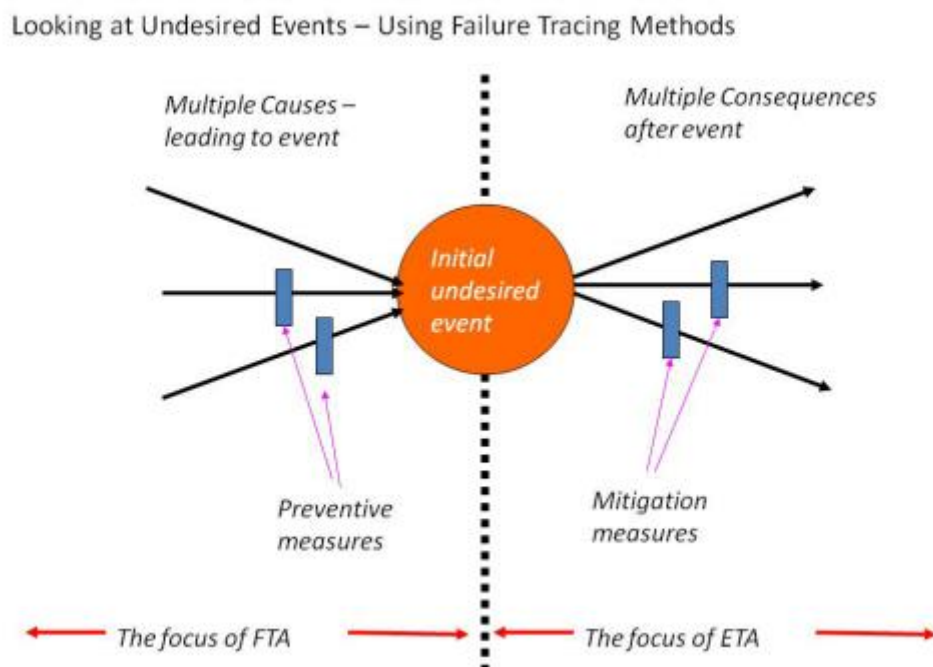 Looking at Undesired Events – Using Failure Tracing Methods
Multiple Causes –
leading to event
Multiple Consequences
after event
Initial
undesired
event
Preventive
measures
Mitigation
measures
The focus of FTA
The focus of ETA